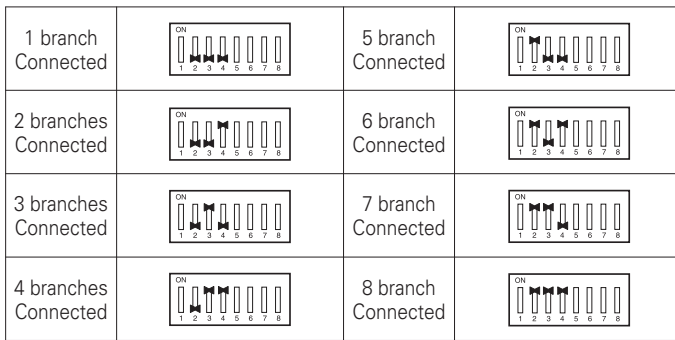 1 branch
Connected
ON
1 2 3 4 5 6 7 8
5 branch
Connected
ON
1 2 3 4 5 6 7 8
2 branches
Connected
ON
1 2 3 4 5 6 7 8
6 branch
Connected
ON
1 2 3 4 5 6 7 8
3 branches
Connected
ON
1 2 3 4 5 6 7 8
7 branch
Connected
ON
1 2 3 4 5 6 7 8
4 branches
Connected
ON
1 2 3 4 5 6 7 8
8 branch
Connected
ON
1 2 3 4 5 6 7 8